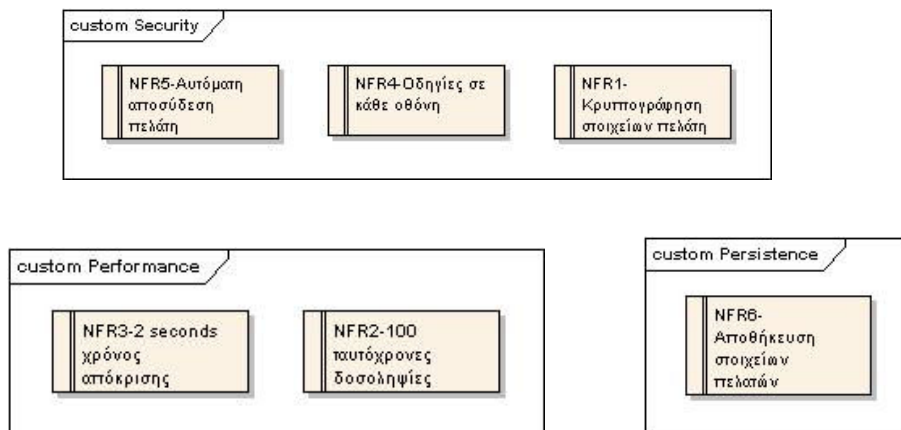 custom Security
NFR5-Αυτόματη
αποσύδεση
πελάτη
NFR4-Οδηγίες σε
κάθε οθόνη
NFR1-
Κρυπτογράφηση
στοιχείων πελάτη
custom Performance
NFR3-2 seconds
χρόνος
απόκρισης
NFR2-100
ταυτόχρονες
δοσοληψίες
custom Persistence
NFR6-
Αποθήκευση
στοιχείων
πελατών